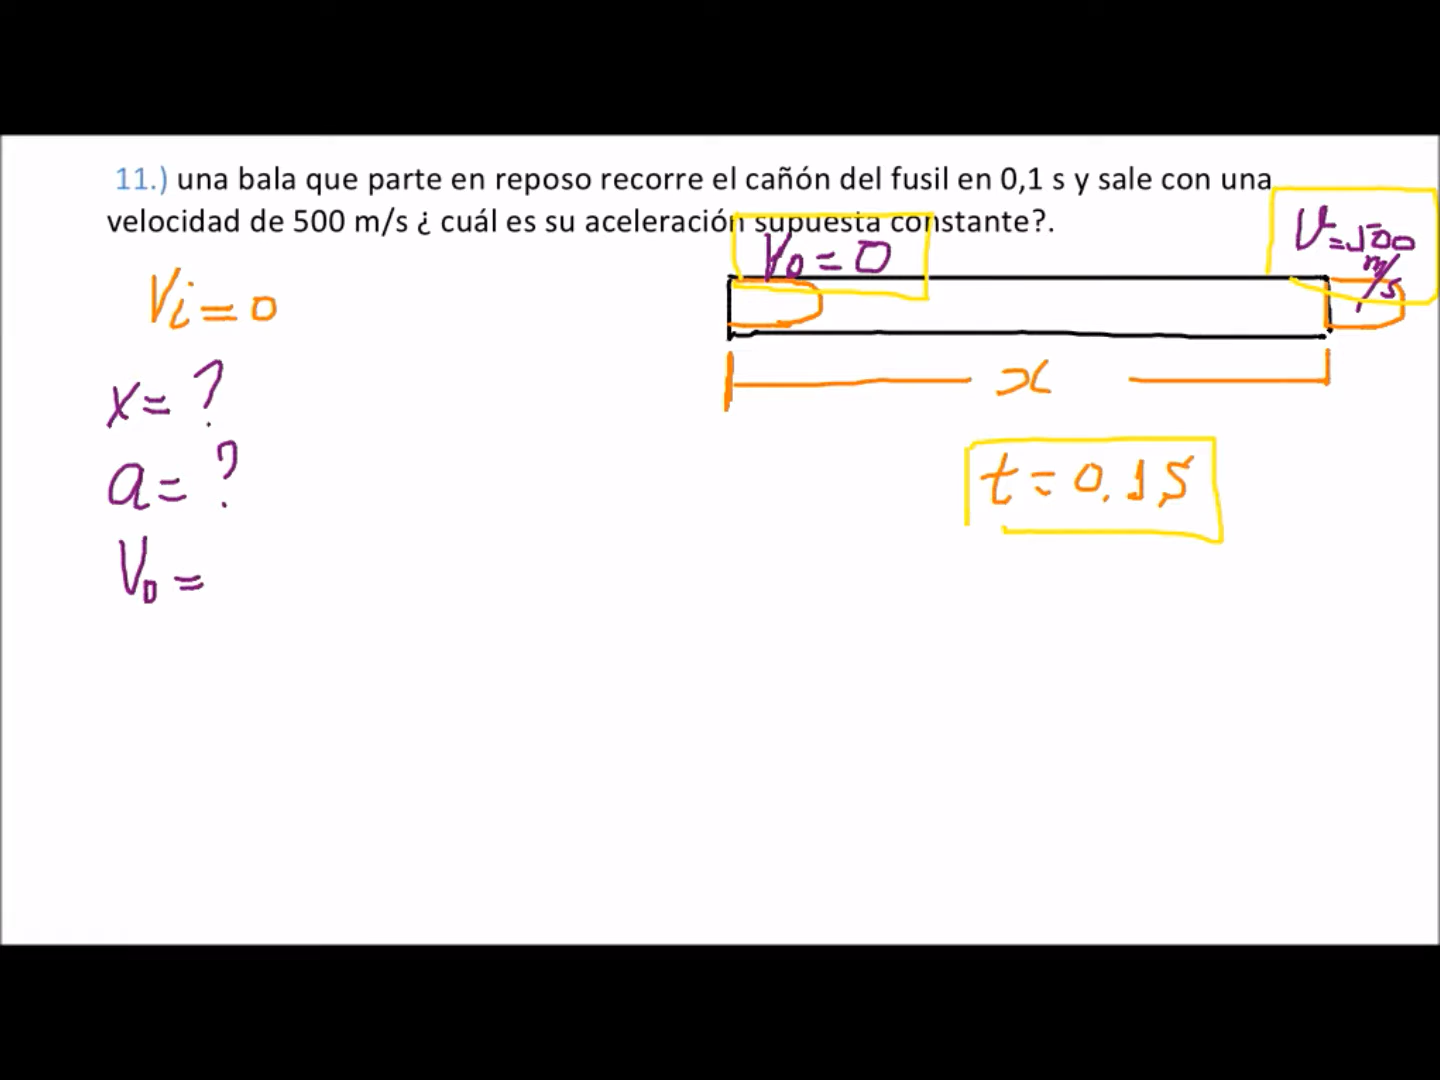 11.) una bala que parte en reposo recorre el cañón del fusil en 0,1 s y sale con una
velocidad de 500 m/s ¿ cuál es su aceleración supuesta constante?.
V=500
m/s
V₀ = 0
Vi = 0
x
x = ?
a = ?
t = 0.1s
V₀ =